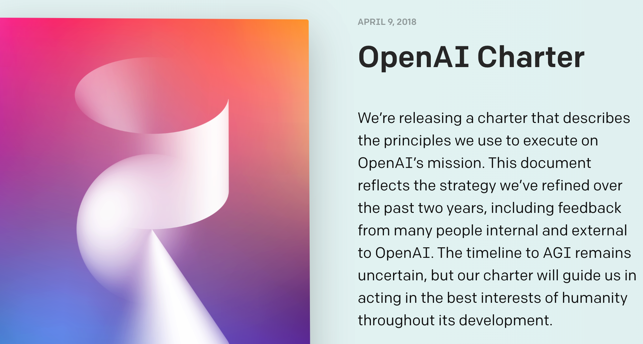 APRIL 9, 2018
OpenAI Charter
We’re releasing a charter that describes
the principles we use to execute on
OpenAI’s mission. This document
reflects the strategy we’ve refined over
the past two years, including feedback
from many people internal and external
to OpenAI. The timeline to AGI remains
uncertain, but our charter will guide us in
acting in the best interests of humanity
throughout its development.